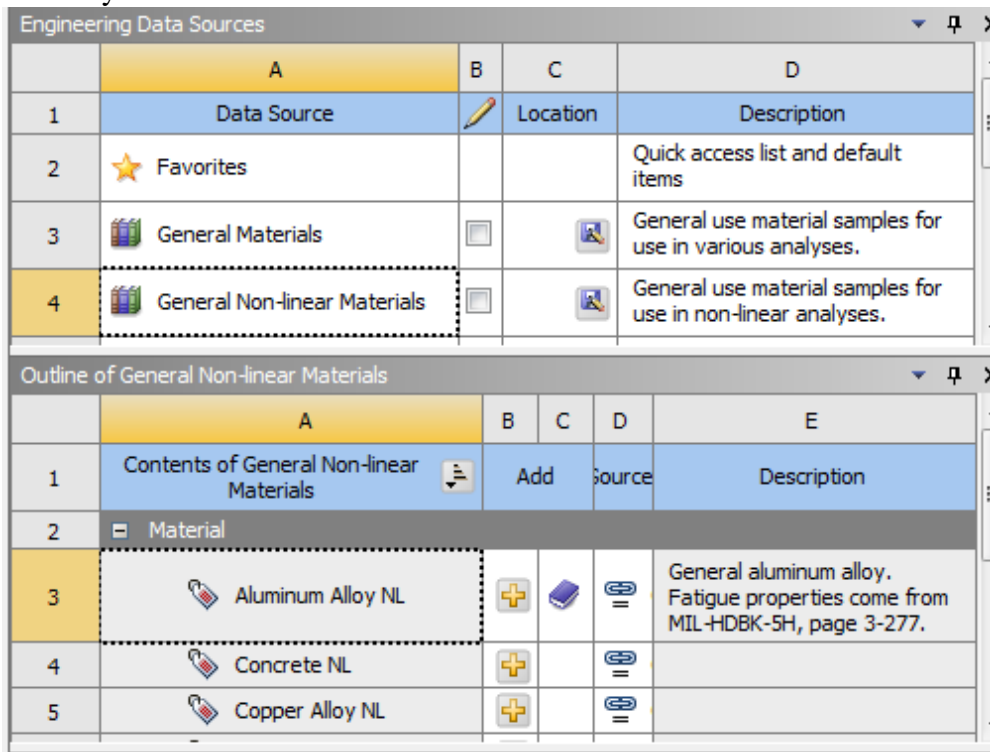 Engineering Data Sources
A B C D
1 Data Source Location Description
2 Favorites Quick access list and default
items
3 General Materials General use material samples for
use in various analyses.
4 General Non-linear Materials General use material samples for
use in non-linear analyses.
Outline of General Non-linear Materials
A B C D E
1 Contents of General Non-linear
Materials Add Source Description
2 Material
3 Aluminum Alloy NL General aluminum alloy.
Fatigue properties come from
MIL-HDBK-5H, page 3-277.
4 Concrete NL
5 Copper Alloy NL